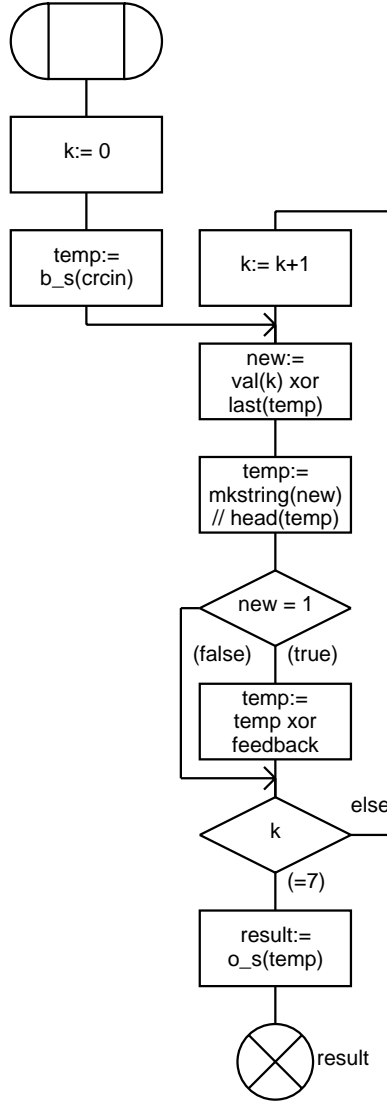 k:= 0
temp:=
b_s(crcin)
k:= k+1
new:=
val(k) xor
last(temp)
temp:=
mkstring(new)
// head(temp)
new = 1
(false)
(true)
temp:=
temp xor
feedback
k
else
(=7)
result:=
o_s(temp)
result